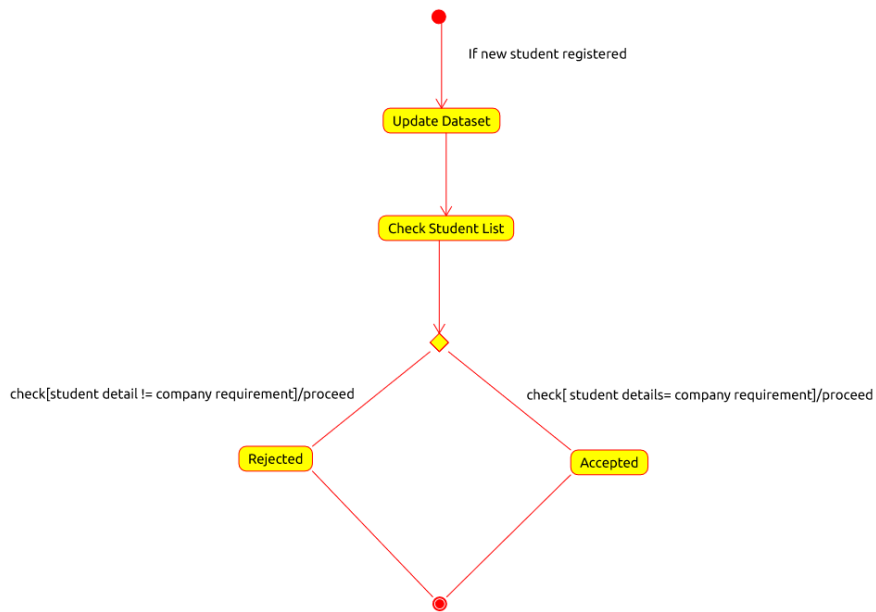 If new student registered
Update Dataset
Check Student List
check[student detail != company requirement]/proceed
check[ student details= company requirement]/proceed
Rejected
Accepted